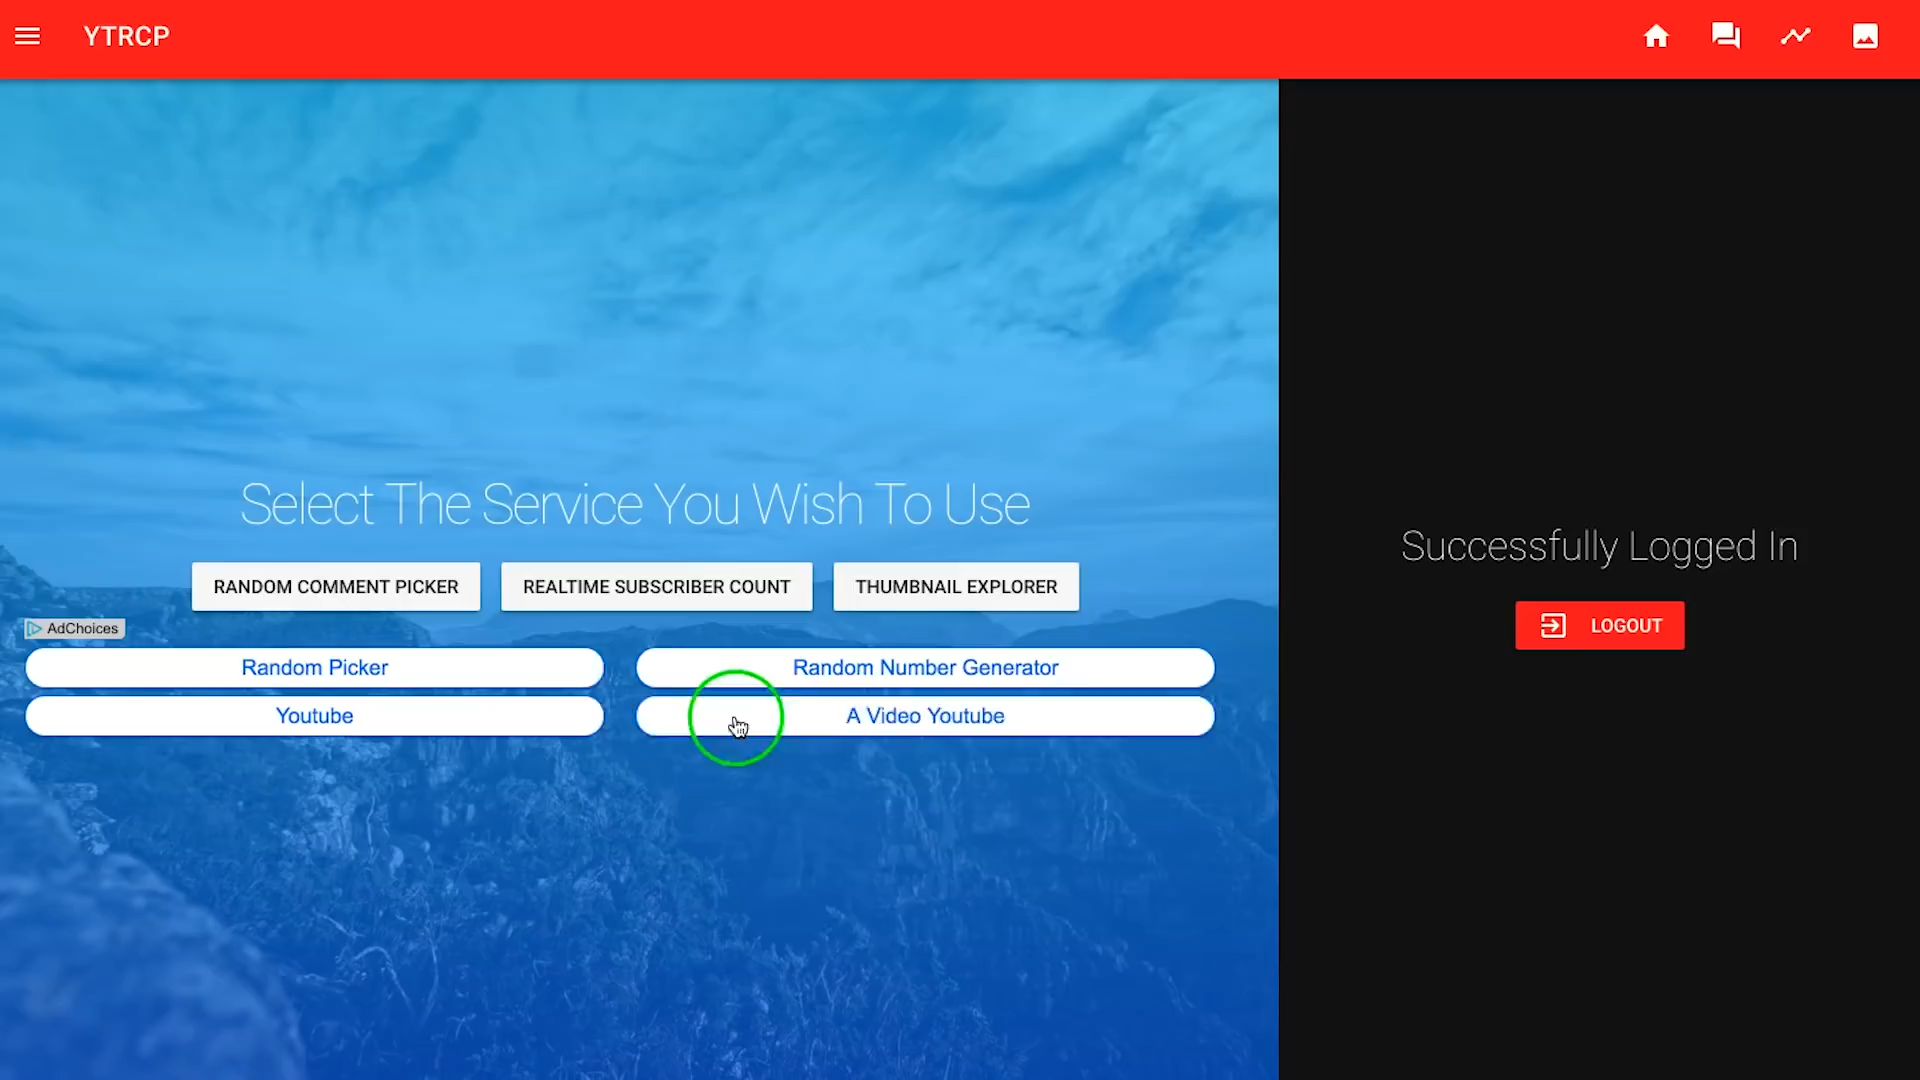 YTRCP
Select The Service You Wish To Use
RANDOM COMMENT PICKER
REALTIME SUBSCRIBER COUNT
THUMBNAIL EXPLORER
AdChoices
Random Picker
Random Number Generator
Youtube
A Video Youtube
Successfully Logged In
LOGOUT